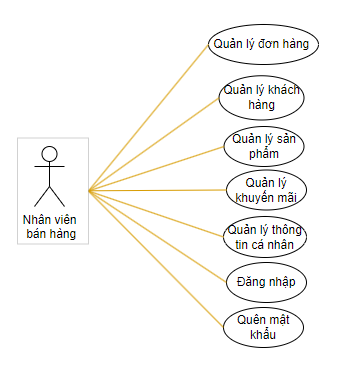 Quản lý đơn hàng
Quản lý khách
hàng
Quản lý sản
phẩm
Quản lý
khuyến mãi
Quản lý thông
tin cá nhân
Đăng nhập
Quên mật
khẩu
Nhân viên
bán hàng